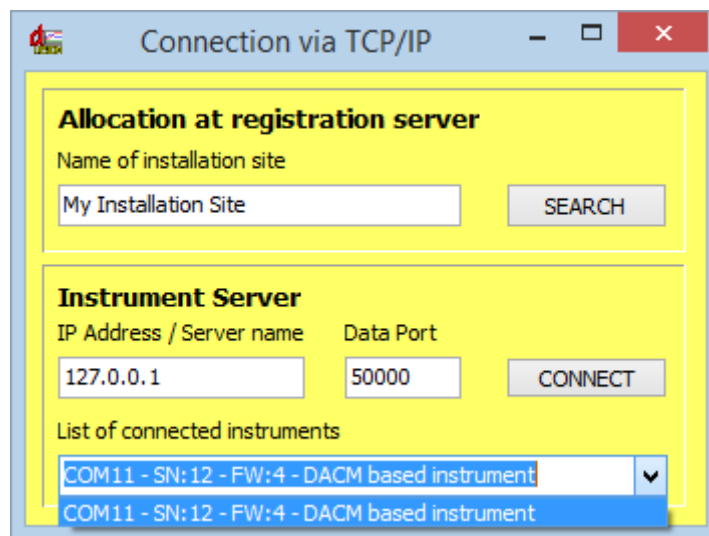 Connection via TCP/IP
Allocation at registration server
Name of installation site
My Installation Site
SEARCH
Instrument Server
IP Address / Server name Data Port
127.0.0.1 50000 CONNECT
List of connected instruments
COM11 - SN:12 - FW:4 - DACM based instrument
COM11 - SN:12 - FW:4 - DACM based instrument